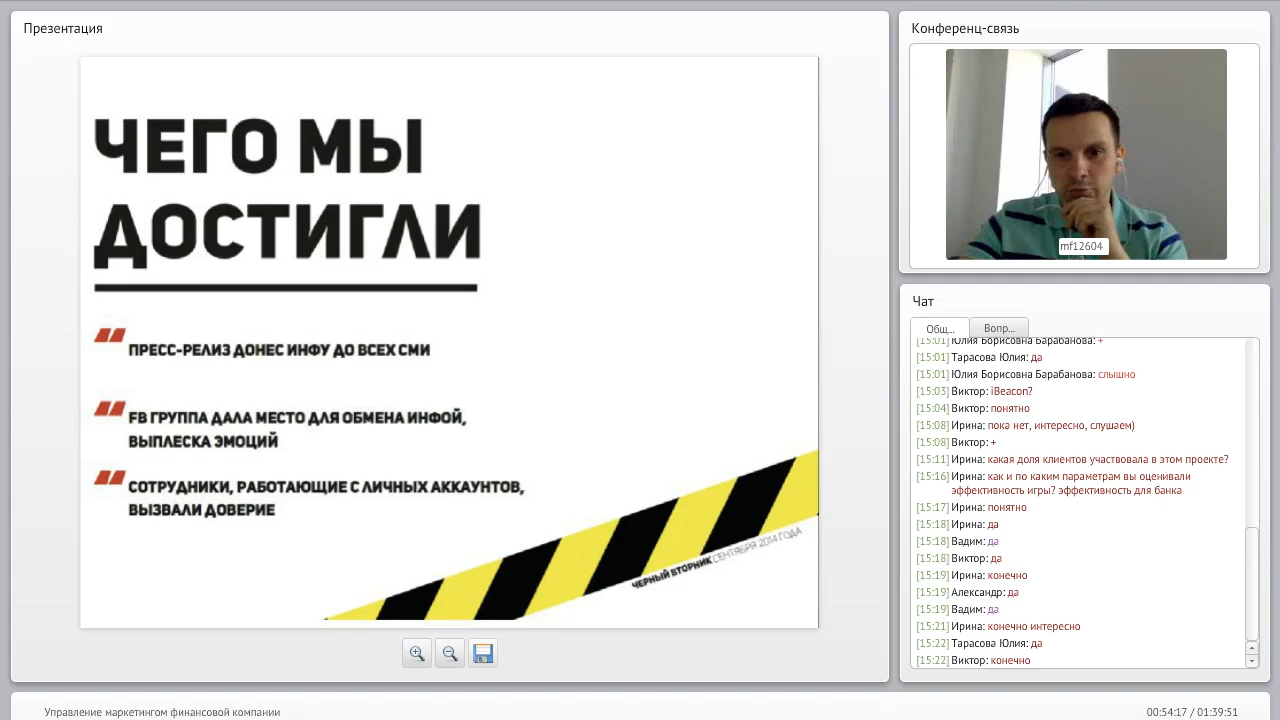 Презентация
ЧЕГО МЫ
ДОСТИГЛИ
ПРЕСС-РЕЛИЗ ДОНЕС ИНФУ ДО ВСЕХ СМИ
FB ГРУППА ДАЛА МЕСТО ДЛЯ ОБМЕНА ИНФОЙ,
ВЫПЛЕСКА ЭМОЦИЙ
СОТРУДНИКИ, РАБОТАЮЩИЕ С ЛИЧНЫХ АККАУНТОВ,
ВЫЗВАЛИ ДОВЕРИЕ
ЧЕРНЫЙ ВТОРНИК СЕНТЯБРЯ 2014 ГОДА
Конференц-связь
mf12604
Чат
Общ...
Вопр...
[15:01] Юлия Борисовна Барабанова: +
[15:01] Тарасова Юлия: да
[15:01] Юлия Борисовна Барабанова: слышно
[15:03] Виктор: iBeacon?
[15:04] Виктор: понятно
[15:08] Ирина: пока нет, интересно, слушаем)
[15:08] Виктор: +
[15:11] Ирина: какая доля клиентов участвовала в этом проекте?
[15:16] Ирина: как и по каким параметрам вы оценивали
эффективность игры? эффективность для банка
[15:17] Ирина: понятно
[15:18] Ирина: да
[15:18] Вадим: да
[15:18] Виктор: да
[15:19] Ирина: конечно
[15:19] Александр: да
[15:19] Вадим: да
[15:21] Ирина: конечно интересно
[15:22] Тарасова Юлия: да
[15:22] Виктор: конечно
Управление маркетингом финансовой компании
00:54:17 / 01:39:51